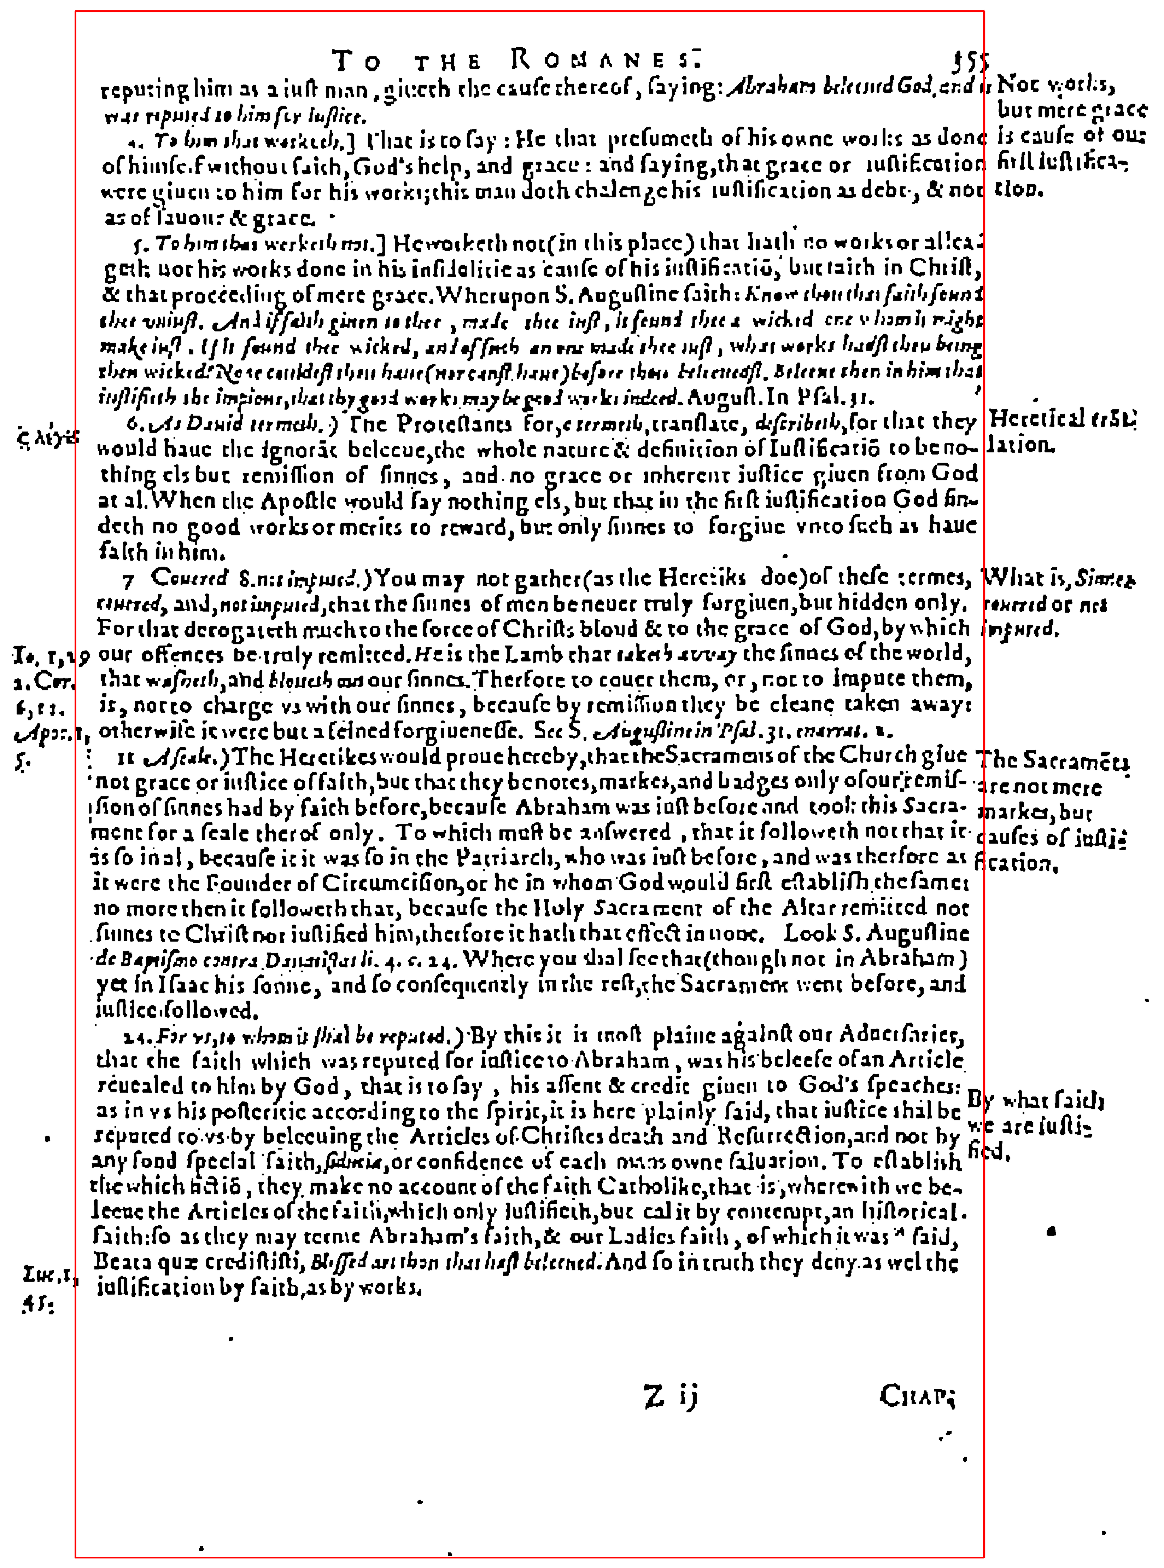 TO THE ROMANES.
355
reputing him as a iust man, giueth the cause therof, saying: Abraham beleeued God, and it
was reputed to him for Iustice.
Not works,
but mere grace
is cause of our
first iustifica-
tion.
4. To him that worketh.] That is to say: He that presumeth of his owne works as done
of himself without faith, God's help, and grace: and saying, that grace or iustification
were giuen to him for his works; this man doth chalenge his iustification as debt, & not
as of fauour & grace.
5. To him that worketh not.] He worketh not (in this place) that hath no works or allea-
geth not his works done in his infidelitie as cause of his iustificatiō, but faith in Christ,
& that proceeding of mere grace. Wherupon S. Augustine saith: Know thou that faith found
thee vniust. And if faith giuen to thee, made thee iust, it found thee a wicked one whom it might
make iust. If it found thee wicked, and of such an one made thee iust, what works hadst thou being
then wicked? None couldest thou haue (nor canst haue) before thou beleeuedst. Beleeue then in him that
iustifieth the impious, that thy good works may be good works indeed. August. In Psal. 31.
6. As Dauid termeth.) The Protestants for, termeth, translate, describeth, for that they
would haue the ignorāt beleeue, the whole nature & definition of Iustificatiō to be no-
thing els but remission of sinnes, and no grace or inherent iustice giuen from God
at al. When the Apostle would say nothing els, but that in the first iustification God fin-
deth no good works or merits to reward, but only sinnes to forgiue vnto such as haue
faith in him.
λέγει
Heretical trāsl-
lation.
7 Couered 8. not imputed.) You may not gather (as the Heretiks doe) of these termes,
couered, and, not imputed, that the sinnes of men be neuer truly forgiuen, but hidden only.
For that derogateth much to the force of Christs bloud & to the grace of God, by which
our offences be truly remitted. He is the Lamb that taketh away the sinnes of the world,
that washeth, and bloteth out our sinnes. Therfore to couer them, or, not to impute them,
is, not to charge vs with our sinnes, because by remission they be cleane taken away:
otherwise it were but a feined forgiuenesse. See S. Augustine in Psal. 31. enarrat. 2.
What is, Sinnes
couered or not
imputed.
Io. 1, 29
1. Cor.
6, 11.
Apoc. 1,
5.
11 A seale.) The Heretikes would proue hereby, that the Sacraments of the Church giue
not grace or iustice of faith, but that they be notes, markes, and badges only of our remis-
sion of sinnes had by faith before, because Abraham was iust before and took this Sacra-
ment for a seale therof only. To which must be answered, that it followeth not that it
is so in al, because it it was so in the Patriarch, who was iust before, and was therfore as
it were the Founder of Circumcision, or he in whom God would first establish the same:
no more then it followeth that, because the Holy Sacrament of the Altar remitted not
sinnes to Christ nor iustified him, therfore it hath that effect in none. Look S. Augustine
de Baptismo contra Donatistas li. 4. c. 24. Where you shal see that (though not in Abraham)
yet in Isaac his sonne, and so consequently in the rest, the Sacrament went before, and
iustice followed.
The Sacramēts
are not mere
markes, but
causes of iusti-
fication.
24. For vs, to whom it shal be reputed.) By this it is most plaine against our Aduersaries,
that the faith which was reputed for iustice to Abraham, was his beleefe of an Article
reuealed to him by God, that is to say, his assent & credit giuen to God's speaches:
as in vs his posteritie according to the spirit, it is here plainly said, that iustice shal be
reputed to vs by beleeuing the Articles of Christes death and Resurrection, and not by
any fond special faith, fiducia, or confidence of each mans owne saluation. To establish
the which fictiō, they make no account of the faith Catholike, that is, wherewith we be-
leeue the Articles of the faith, which only iustifieth, but cal it by contempt, an historical
faith: so as they may terme Abraham's faith, & our Ladies faith, of which it was said,
Beata quæ credidisti, Blessed art thou that hast beleeued. And so in truth they deny as wel the
iustification by faith, as by works.
By what faith
we are iusti-
fied.
Luc. 1,
45.
Z ij
CHAP.